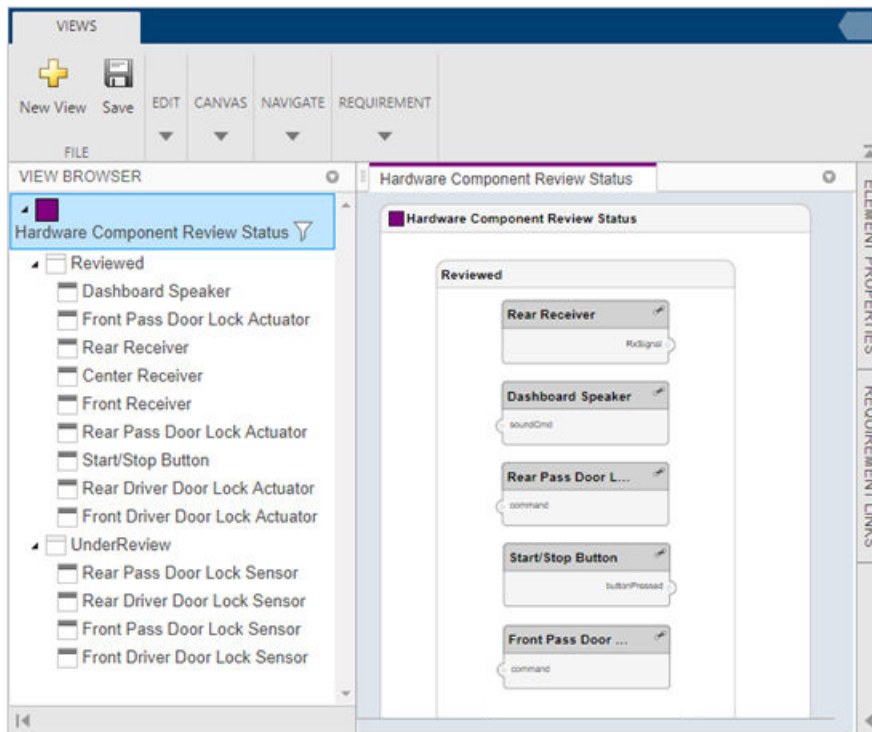 VIEWS
New View
Save
EDIT
CANVAS
NAVIGATE
REQUIREMENT
FILE
VIEW BROWSER
Hardware Component Review Status
Reviewed
Dashboard Speaker
Front Pass Door Lock Actuator
Rear Receiver
Center Receiver
Front Receiver
Rear Pass Door Lock Actuator
Start/Stop Button
Rear Driver Door Lock Actuator
Front Driver Door Lock Actuator
UnderReview
Rear Pass Door Lock Sensor
Rear Driver Door Lock Sensor
Front Pass Door Lock Sensor
Front Driver Door Lock Sensor
Hardware Component Review Status
Hardware Component Review Status
Reviewed
Rear Receiver
RxSignal
Dashboard Speaker
soundCmd
Rear Pass Door L...
command
Start/Stop Button
buttonPressed
Front Pass Door ...
command
ELEMENT PROPERTIES
REQUIREMENT LINKS